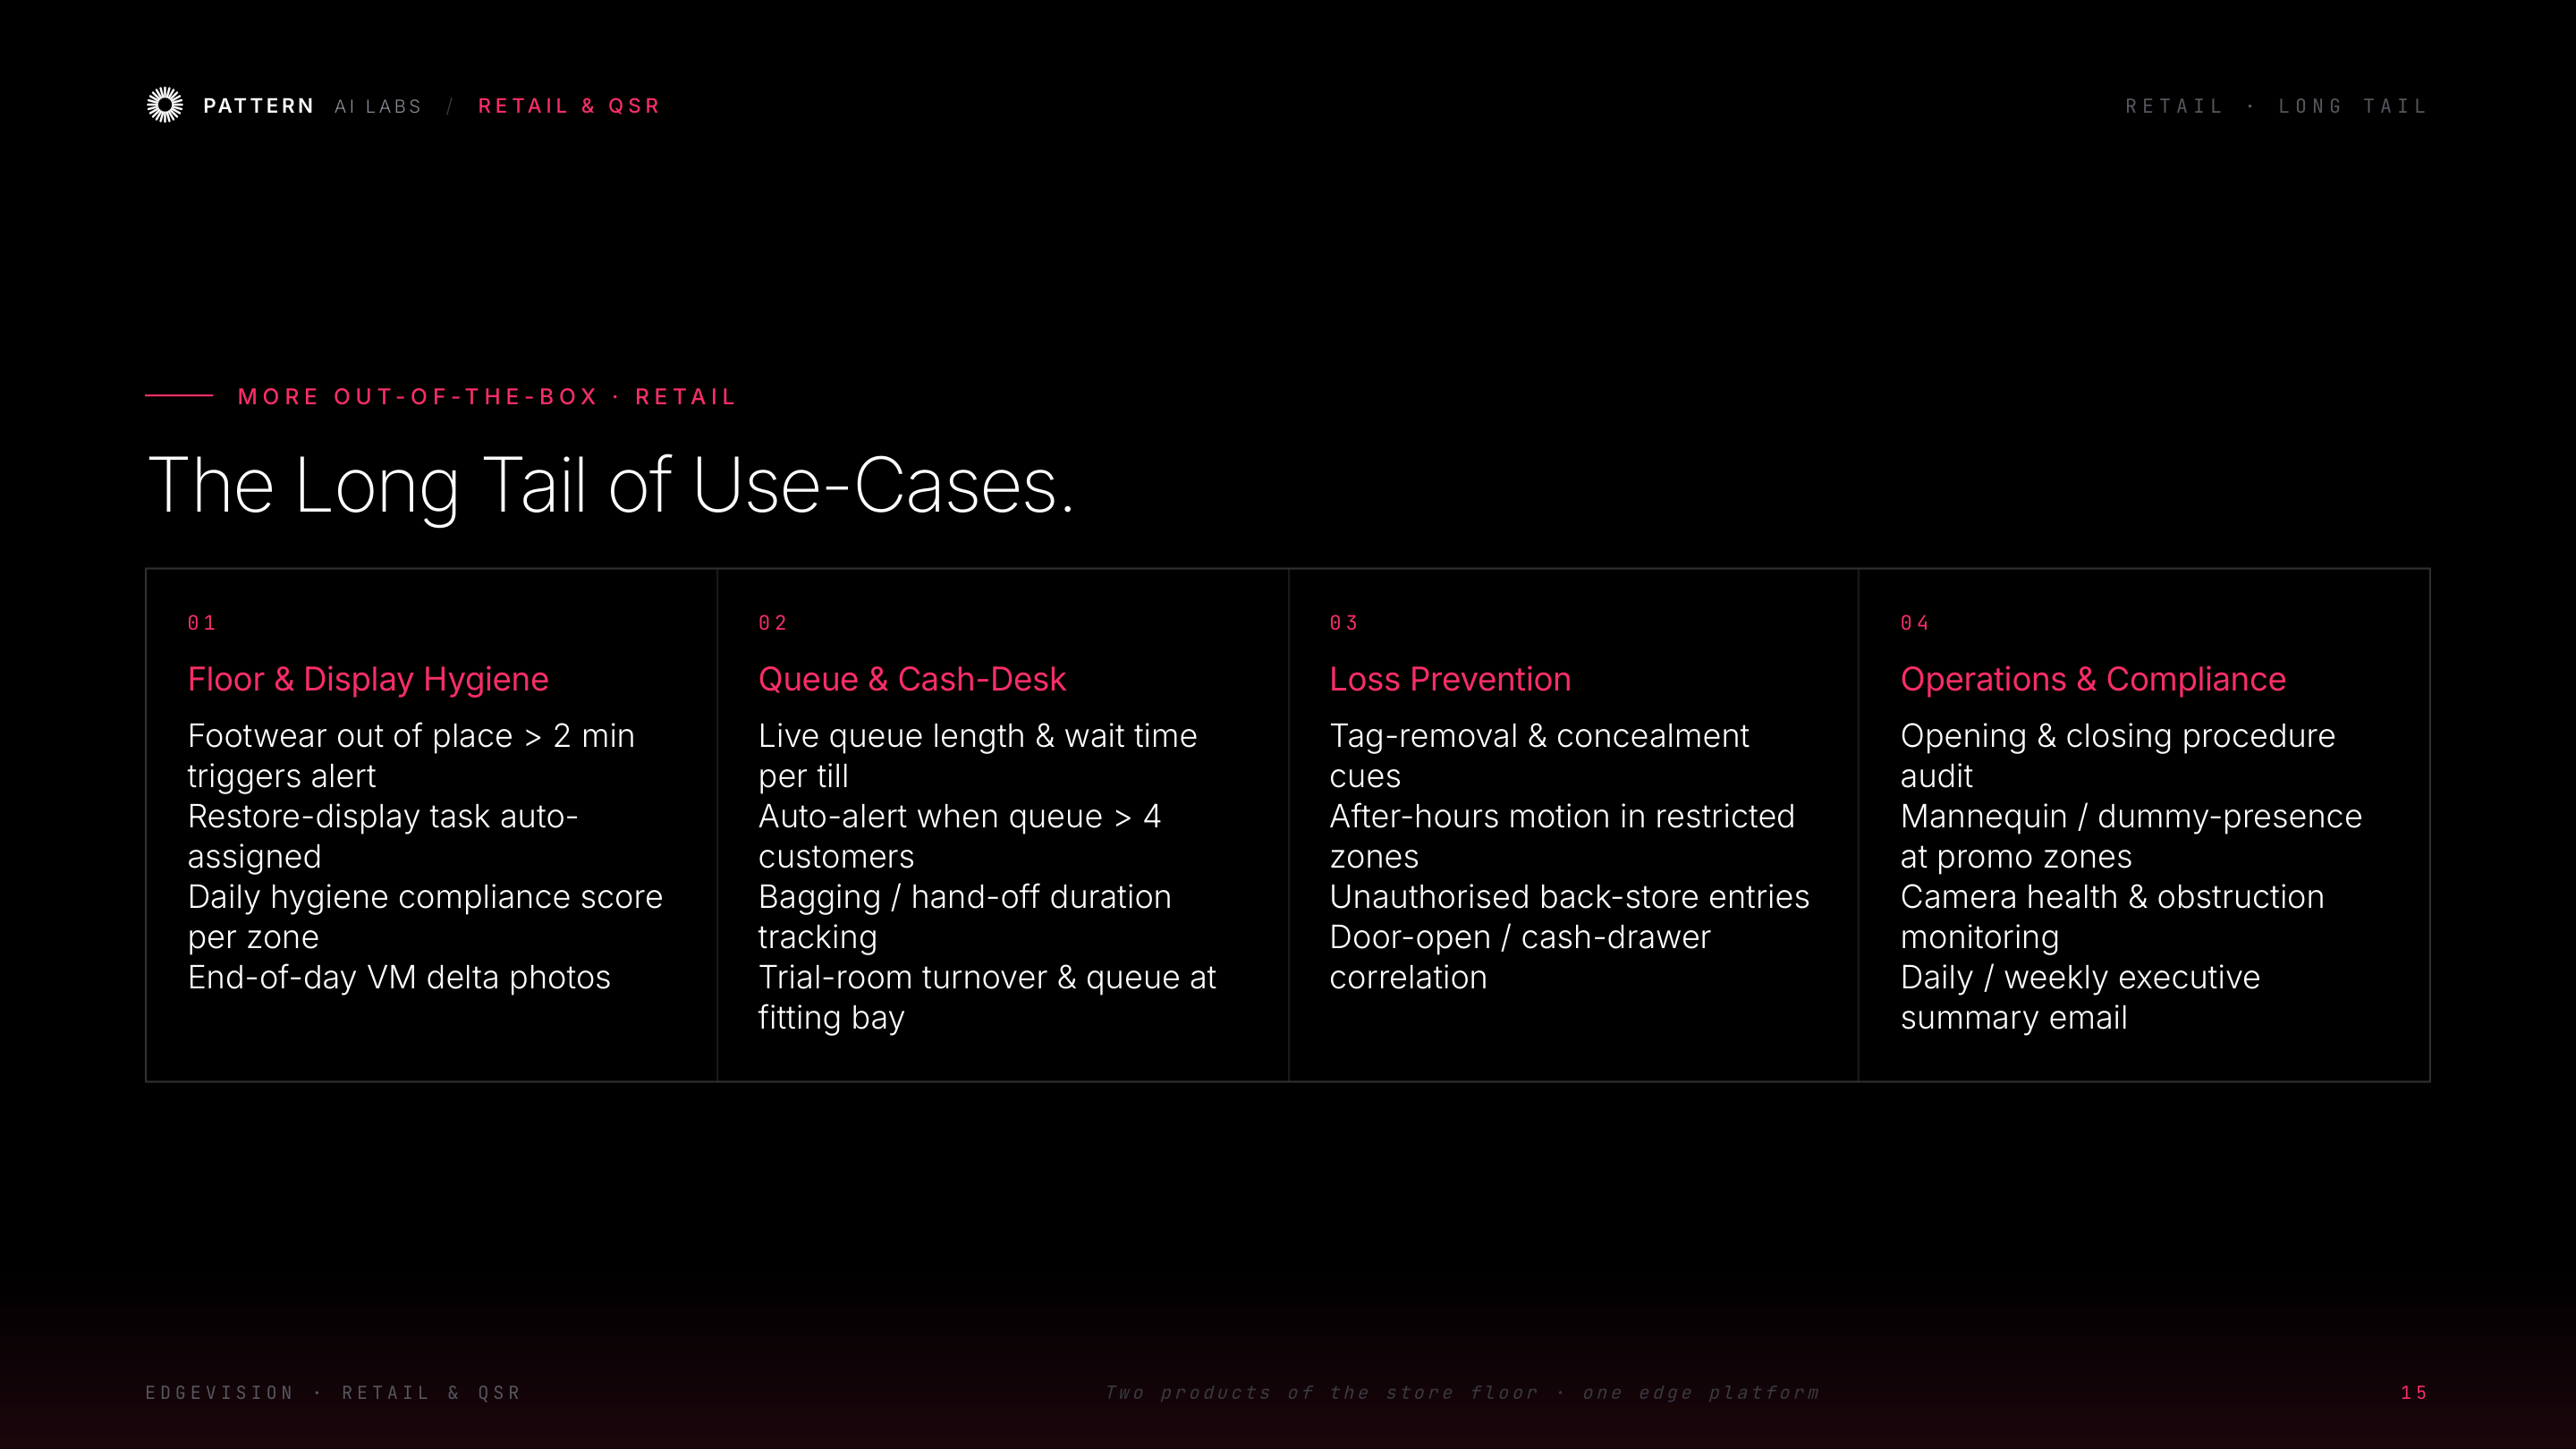 PATTERN AI LABS / RETAIL & QSR
RETAIL · LONG TAIL
MORE OUT-OF-THE-BOX · RETAIL
The Long Tail of Use-Cases.
01
Floor & Display Hygiene
Footwear out of place > 2 min
triggers alert
Restore-display task auto-
assigned
Daily hygiene compliance score
per zone
End-of-day VM delta photos
02
Queue & Cash-Desk
Live queue length & wait time
per till
Auto-alert when queue > 4
customers
Bagging / hand-off duration
tracking
Trial-room turnover & queue at
fitting bay
03
Loss Prevention
Tag-removal & concealment
cues
After-hours motion in restricted
zones
Unauthorised back-store entries
Door-open / cash-drawer
correlation
04
Operations & Compliance
Opening & closing procedure
audit
Mannequin / dummy-presence
at promo zones
Camera health & obstruction
monitoring
Daily / weekly executive
summary email
EDGEVISION · RETAIL & QSR
Two products of the store floor · one edge platform
15